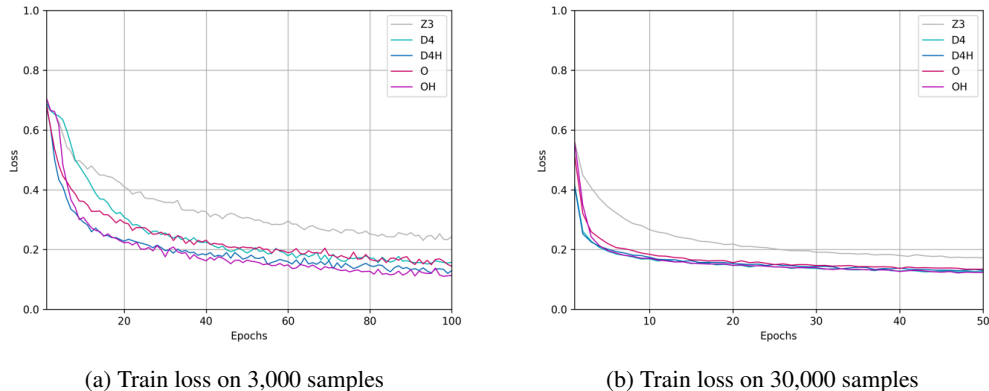 1.0
0.8
0.6
0.4
0.2
0.0
Loss
20 40 60 80 100
Epochs
Z3
D4
D4H
O
OH
(a) Train loss on 3,000 samples
1.0
0.8
0.6
0.4
0.2
0.0
Loss
10 20 30 40 50
Epochs
Z3
D4
D4H
O
OH
(b) Train loss on 30,000 samples